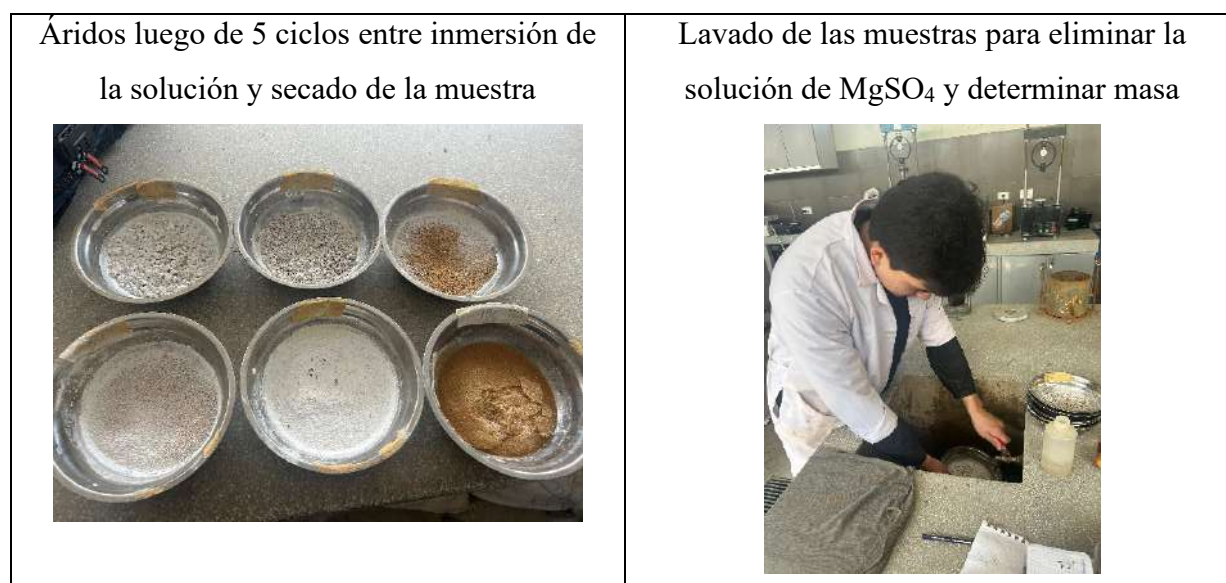 Áridos luego de 5 ciclos entre inmersión de
la solución y secado de la muestra
Lavado de las muestras para eliminar la
solución de MgSO₄ y determinar masa